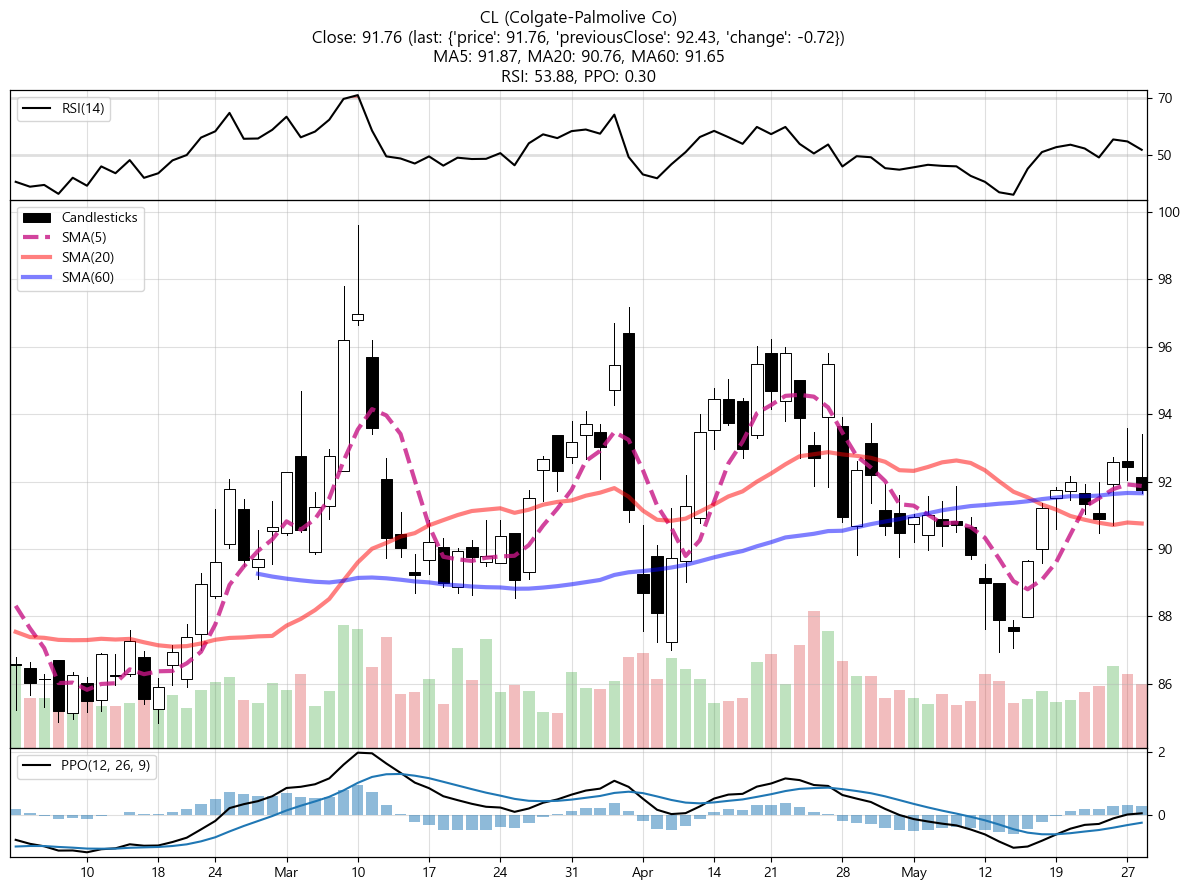 CL (Colgate-Palmolive Co)
Close: 91.76 (last: {'price': 91.76, 'previousClose': 92.43, 'change': -0.72})
MA5: 91.87, MA20: 90.76, MA60: 91.65
RSI: 53.88, PPO: 0.30
RSI(14)
70
50
Candlesticks
SMA(5)
SMA(20)
SMA(60)
100
98
96
94
92
90
88
86
PPO(12, 26, 9)
2
0
10 18 24 Mar 10 17 24 31 Apr 14 21 28 May 12 19 27